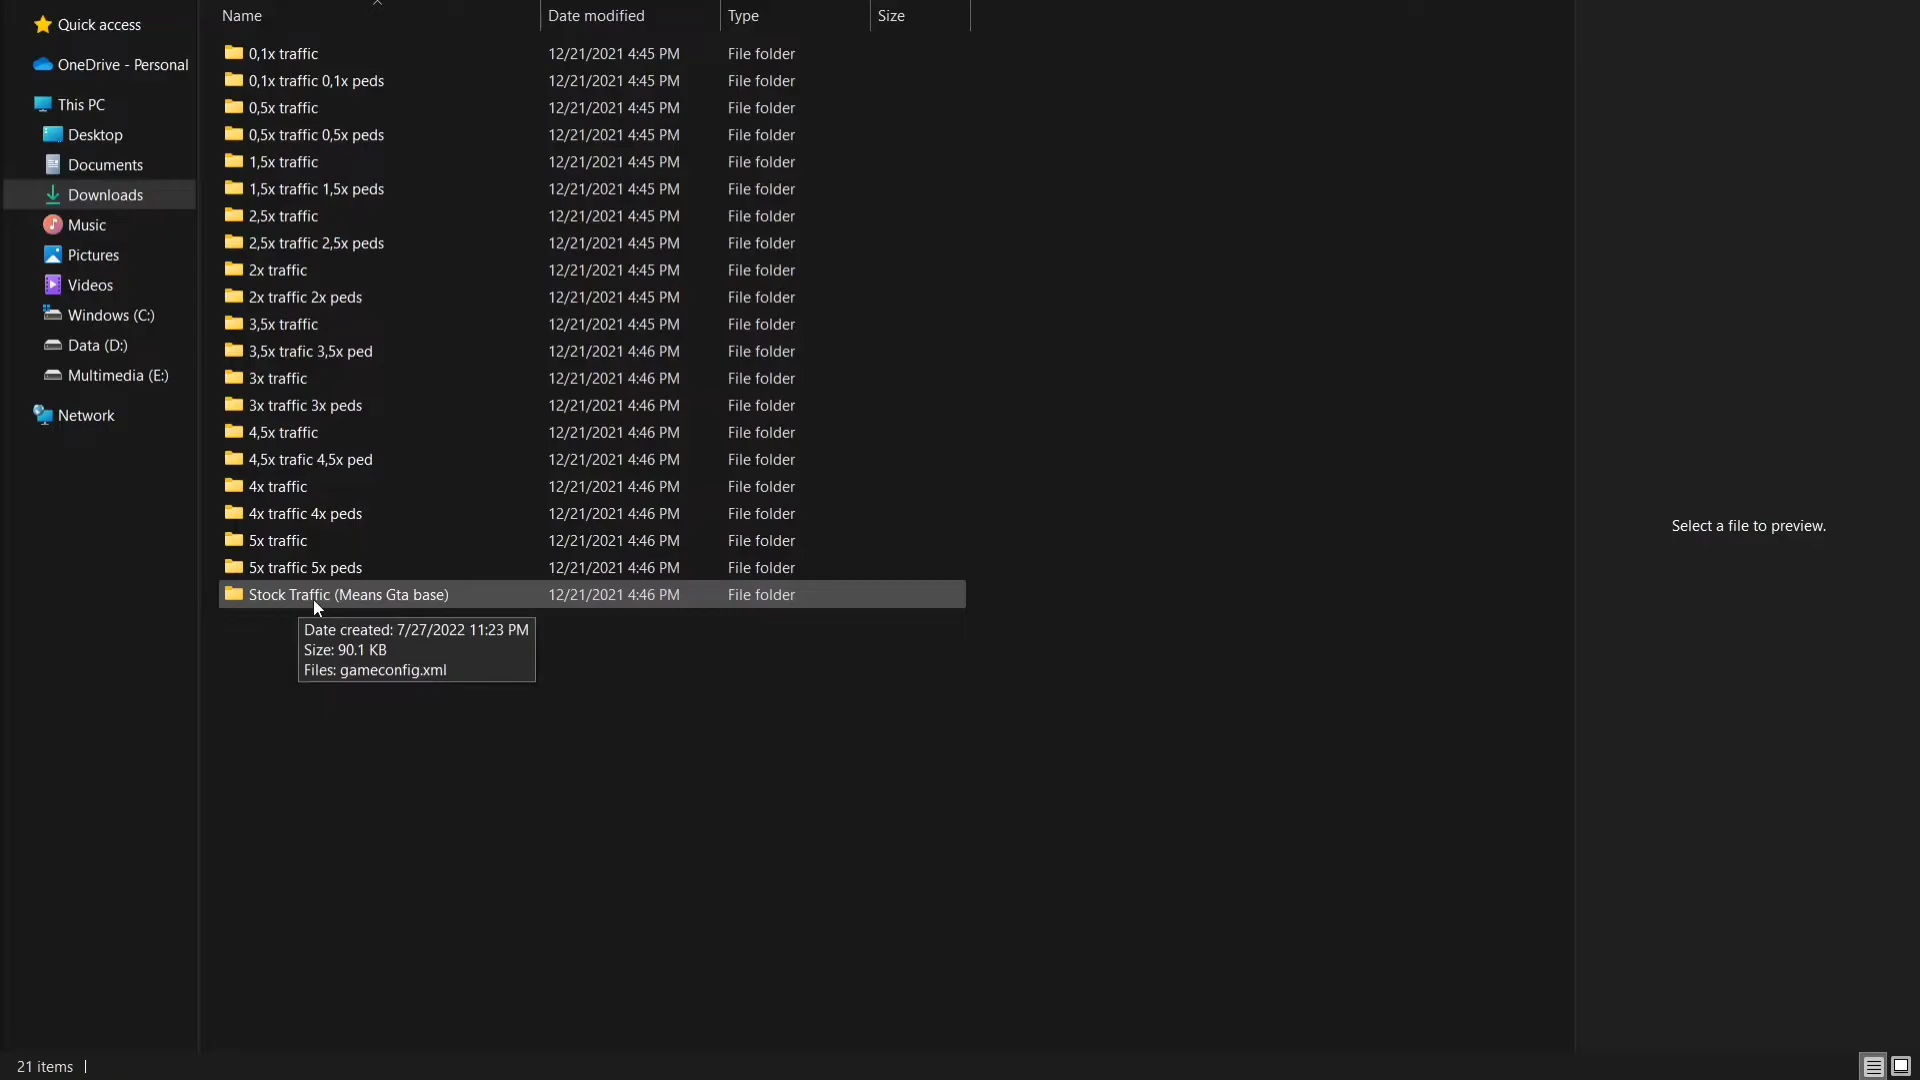 Quick access
OneDrive - Personal
This PC
Desktop
Documents
Downloads
Music
Pictures
Videos
Windows (C:)
Data (D:)
Multimedia (E:)
Network
Name Date modified Type Size
0,1x traffic 12/21/2021 4:45 PM File folder
0,1x traffic 0,1x peds 12/21/2021 4:45 PM File folder
0,5x traffic 12/21/2021 4:45 PM File folder
0,5x traffic 0,5x peds 12/21/2021 4:45 PM File folder
1,5x traffic 12/21/2021 4:45 PM File folder
1,5x traffic 1,5x peds 12/21/2021 4:45 PM File folder
2,5x traffic 12/21/2021 4:45 PM File folder
2,5x traffic 2,5x peds 12/21/2021 4:45 PM File folder
2x traffic 12/21/2021 4:45 PM File folder
2x traffic 2x peds 12/21/2021 4:45 PM File folder
3,5x traffic 12/21/2021 4:45 PM File folder
3,5x trafic 3,5x ped 12/21/2021 4:46 PM File folder
3x traffic 12/21/2021 4:46 PM File folder
3x traffic 3x peds 12/21/2021 4:46 PM File folder
4,5x traffic 12/21/2021 4:46 PM File folder
4,5x trafic 4,5x ped 12/21/2021 4:46 PM File folder
4x traffic 12/21/2021 4:46 PM File folder
4x traffic 4x peds 12/21/2021 4:46 PM File folder
5x traffic 12/21/2021 4:46 PM File folder
5x traffic 5x peds 12/21/2021 4:46 PM File folder
Stock Traffic (Means Gta base) 12/21/2021 4:46 PM File folder
Date created: 7/27/2022 11:23 PM
Size: 90.1 KB
Files: gameconfig.xml
Select a file to preview.
21 items